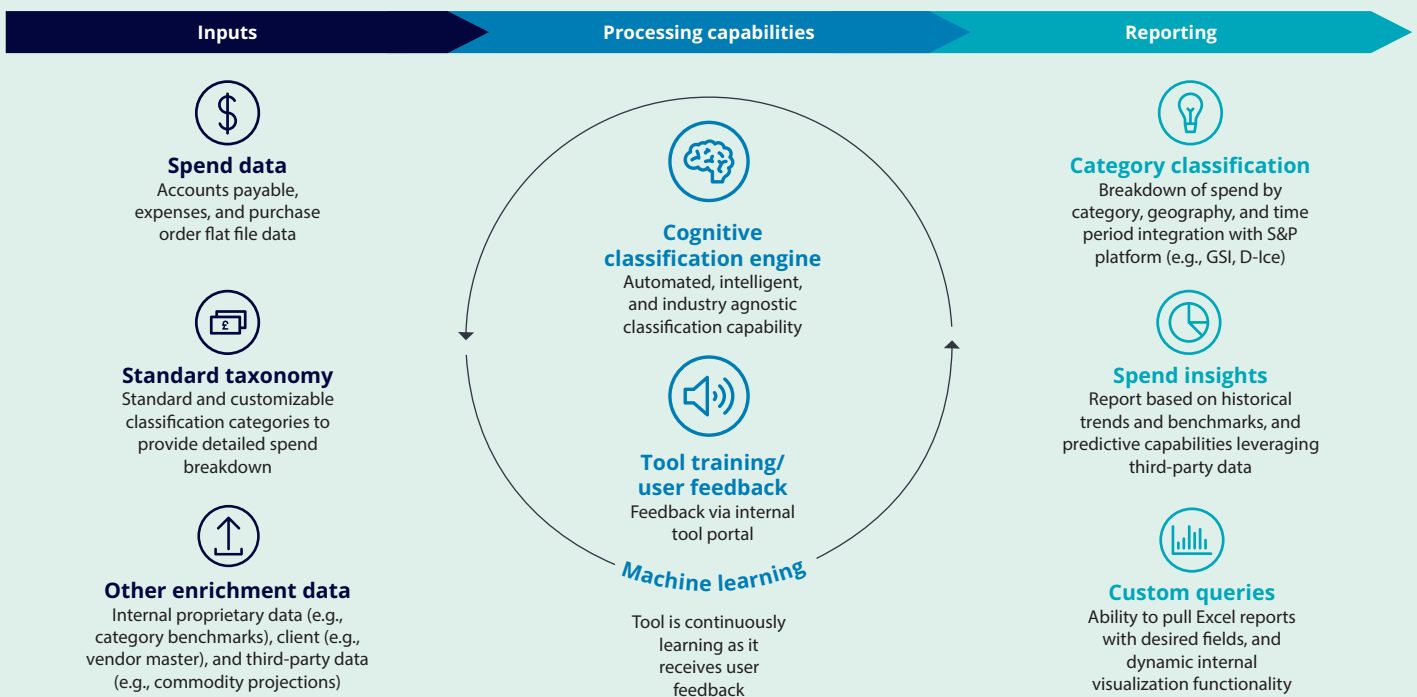 Inputs
Processing capabilities
Reporting
$
Spend data
Accounts payable,
expenses, and purchase
order flat file data
£
Standard taxonomy
Standard and customizable
classification categories to
provide detailed spend
breakdown
Other enrichment data
Internal proprietary data (e.g.,
category benchmarks), client (e.g.,
vendor master), and third-party data
(e.g., commodity projections)
Cognitive
classification engine
Automated, intelligent,
and industry agnostic
classification capability
Tool training/
user feedback
Feedback via internal
tool portal
Machine learning
Tool is continuously
learning as it
receives user
feedback
Category classification
Breakdown of spend by
category, geography, and time
period integration with S&P
platform (e.g., GSI, D-Ice)
Spend insights
Report based on historical
trends and benchmarks, and
predictive capabilities leveraging
third-party data
Custom queries
Ability to pull Excel reports
with desired fields, and
dynamic internal
visualization functionality